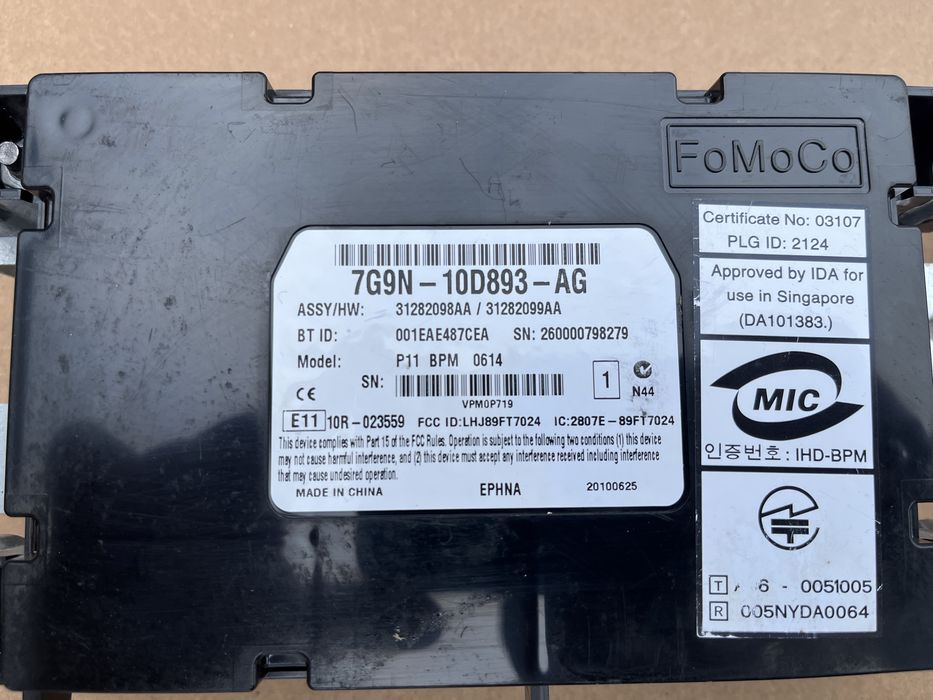 FoMoCo
7G9N-10D893-AG
ASSY/HW: 31282098AA / 31282099AA
BT ID: 001EAE487CEA SN: 260000798279
Model: P11 BPM 0614
SN:
VPM0P719
1
N44
CE
E11 10R-023559 FCC ID:LHJ89FT7024 IC:2807E-89FT7024
This device complies with Part 15 of the FCC Rules. Operation is subject to the following two conditions (1) this device
may not cause harmful interference, and (2) this device must accept any interference received including interference
that may cause undesired operation.
MADE IN CHINA EPHNA 20100625
Certificate No: 03107
PLG ID: 2124
Approved by IDA for
use in Singapore
(DA101383.)
MIC
인증번호 : IHD-BPM
T A 6 - 0051005
R 005NYDA0064